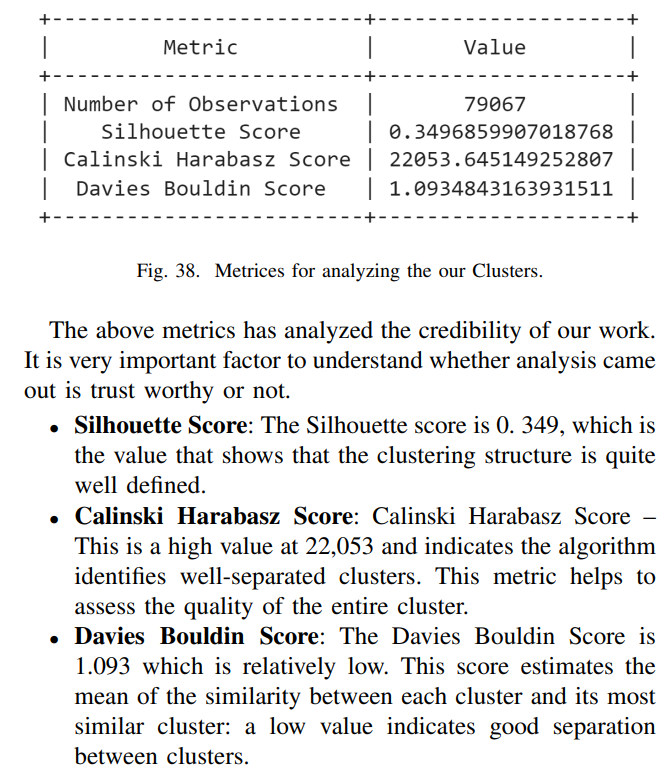 +-------------------------+--------------------+
| Metric | Value |
+-------------------------+--------------------+
| Number of Observations | 79067 |
| Silhouette Score | 0.3496859907018768 |
| Calinski Harabasz Score | 22053.645149252807 |
| Davies Bouldin Score | 1.0934843163931511 |
+-------------------------+--------------------+
Fig. 38. Metrices for analyzing the our Clusters.
The above metrics has analyzed the credibility of our work.
It is very important factor to understand whether analysis came
out is trust worthy or not.
• Silhouette Score: The Silhouette score is 0. 349, which is
the value that shows that the clustering structure is quite
well defined.
• Calinski Harabasz Score: Calinski Harabasz Score –
This is a high value at 22,053 and indicates the algorithm
identifies well-separated clusters. This metric helps to
assess the quality of the entire cluster.
• Davies Bouldin Score: The Davies Bouldin Score is
1.093 which is relatively low. This score estimates the
mean of the similarity between each cluster and its most
similar cluster: a low value indicates good separation
between clusters.